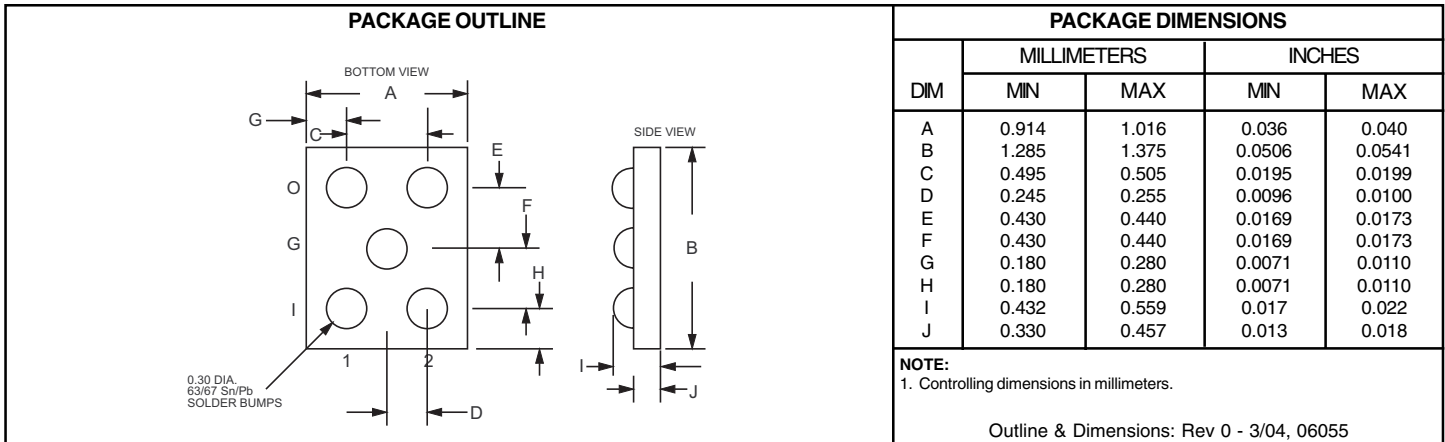 PACKAGE OUTLINE
BOTTOM VIEW
A
G
C
E
SIDE VIEW
O
F
G
B
H
I
1 2
I
J
0.30 DIA.
63/67 Sn/Pb
SOLDER BUMPS
D
PACKAGE DIMENSIONS
MILLIMETERS INCHES
DIM MIN MAX MIN MAX
A 0.914 1.016 0.036 0.040
B 1.285 1.375 0.0506 0.0541
C 0.495 0.505 0.0195 0.0199
D 0.245 0.255 0.0096 0.0100
E 0.430 0.440 0.0169 0.0173
F 0.430 0.440 0.0169 0.0173
G 0.180 0.280 0.0071 0.0110
H 0.180 0.280 0.0071 0.0110
I 0.432 0.559 0.017 0.022
J 0.330 0.457 0.013 0.018
NOTE:
1. Controlling dimensions in millimeters.
Outline & Dimensions: Rev 0 - 3/04, 06055